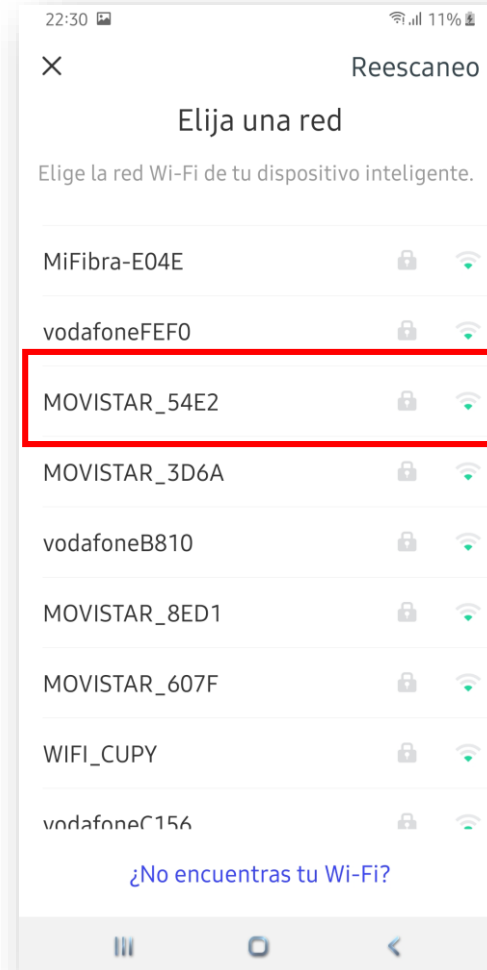 22:30 11%
Reescaneo
Elija una red
Elige la red Wi-Fi de tu dispositivo inteligente.
MiFibra-E04E
vodafoneFEF0
MOVISTAR_54E2
MOVISTAR_3D6A
vodafoneB810
MOVISTAR_8ED1
MOVISTAR_607F
WIFI_CUPY
vodafoneC156
¿No encuentras tu Wi-Fi?